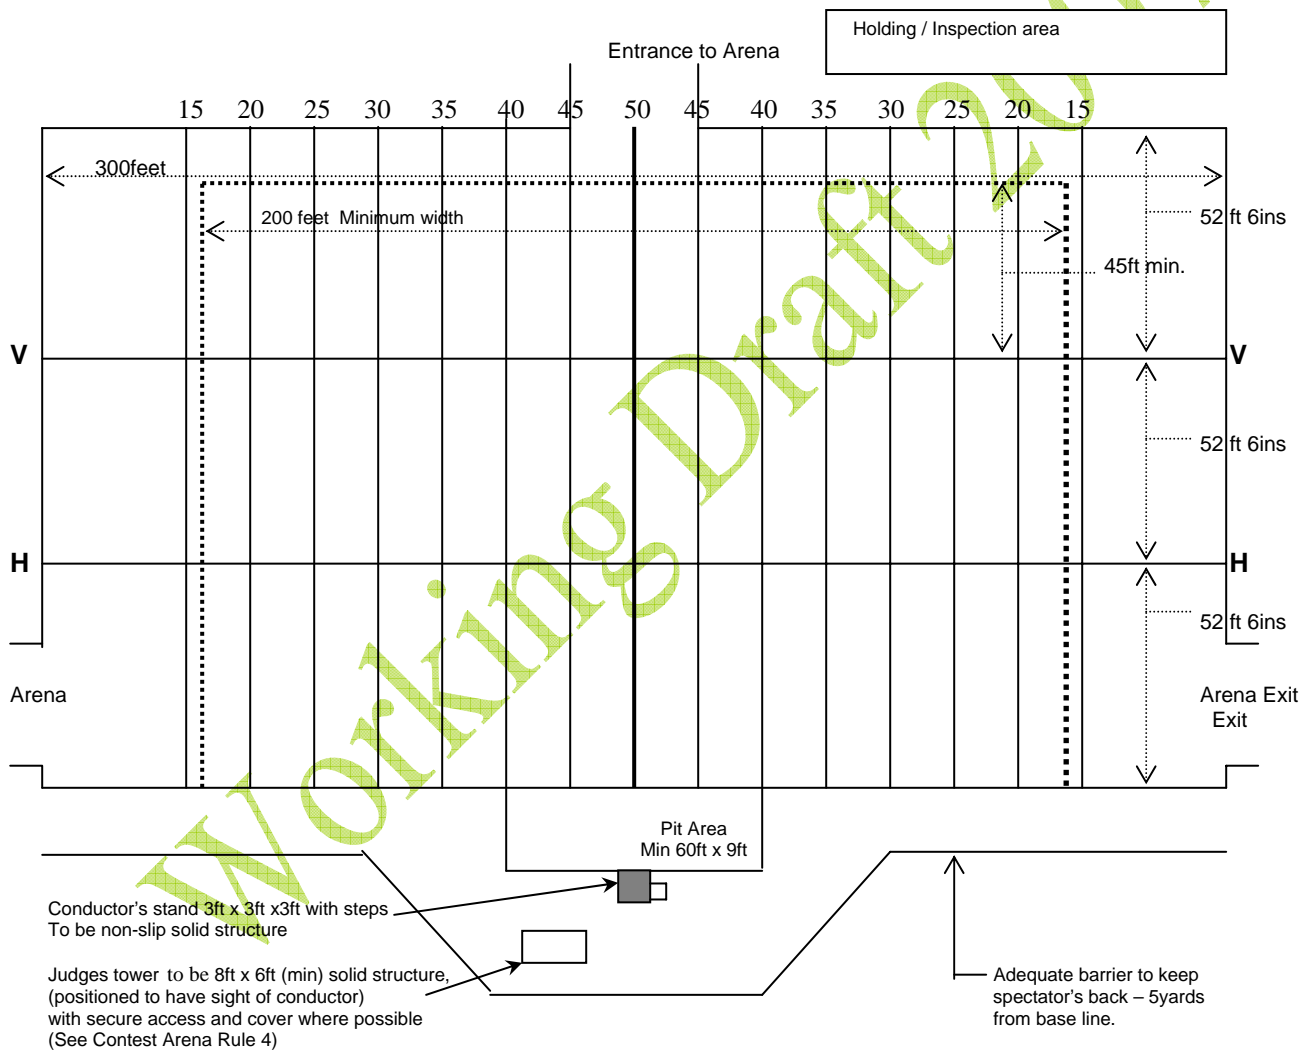 Holding / Inspection area
Entrance to Arena
15 20 25 30 35 40 45 50 45 40 35 30 25 20 15
300feet
200 feet Minimum width
52 ft 6ins
45ft min.
V
V
52 ft 6ins
H
H
52 ft 6ins
Arena
Arena Exit
Exit
Pit Area
Min 60ft x 9ft
Conductor's stand 3ft x 3ft x3ft with steps
To be non-slip solid structure
Judges tower to be 8ft x 6ft (min) solid structure,
(positioned to have sight of conductor)
with secure access and cover where possible
(See Contest Arena Rule 4)
Adequate barrier to keep
spectator's back – 5yards
from base line.
Working Draft